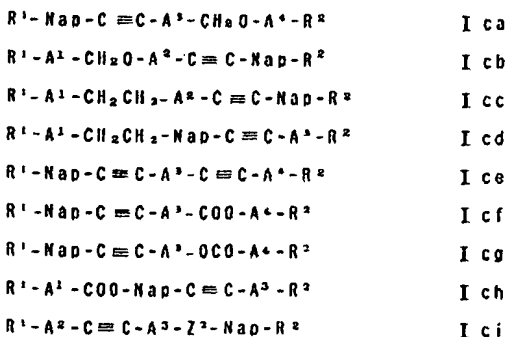 R¹-Nap-C≡C-A³-CH₂O-A⁴-R² I ca
R¹-A¹-CH₂O-A²-C≡C-Nap-R² I cb
R¹-A¹-CH₂CH₂-A²-C≡C-Nap-R² I cc
R¹-A¹-CH₂CH₂-Nap-C≡C-A³-R² I cd
R¹-Nap-C≡C-A³-C≡C-A⁴-R² I ce
R¹-Nap-C≡C-A³-COO-A⁴-R² I cf
R¹-Nap-C≡C-A³-OCO-A⁴-R² I cg
R¹-A¹-COO-Nap-C≡C-A³-R² I ch
R¹-A²-C≡C-A³-Z²-Nap-R² I ci